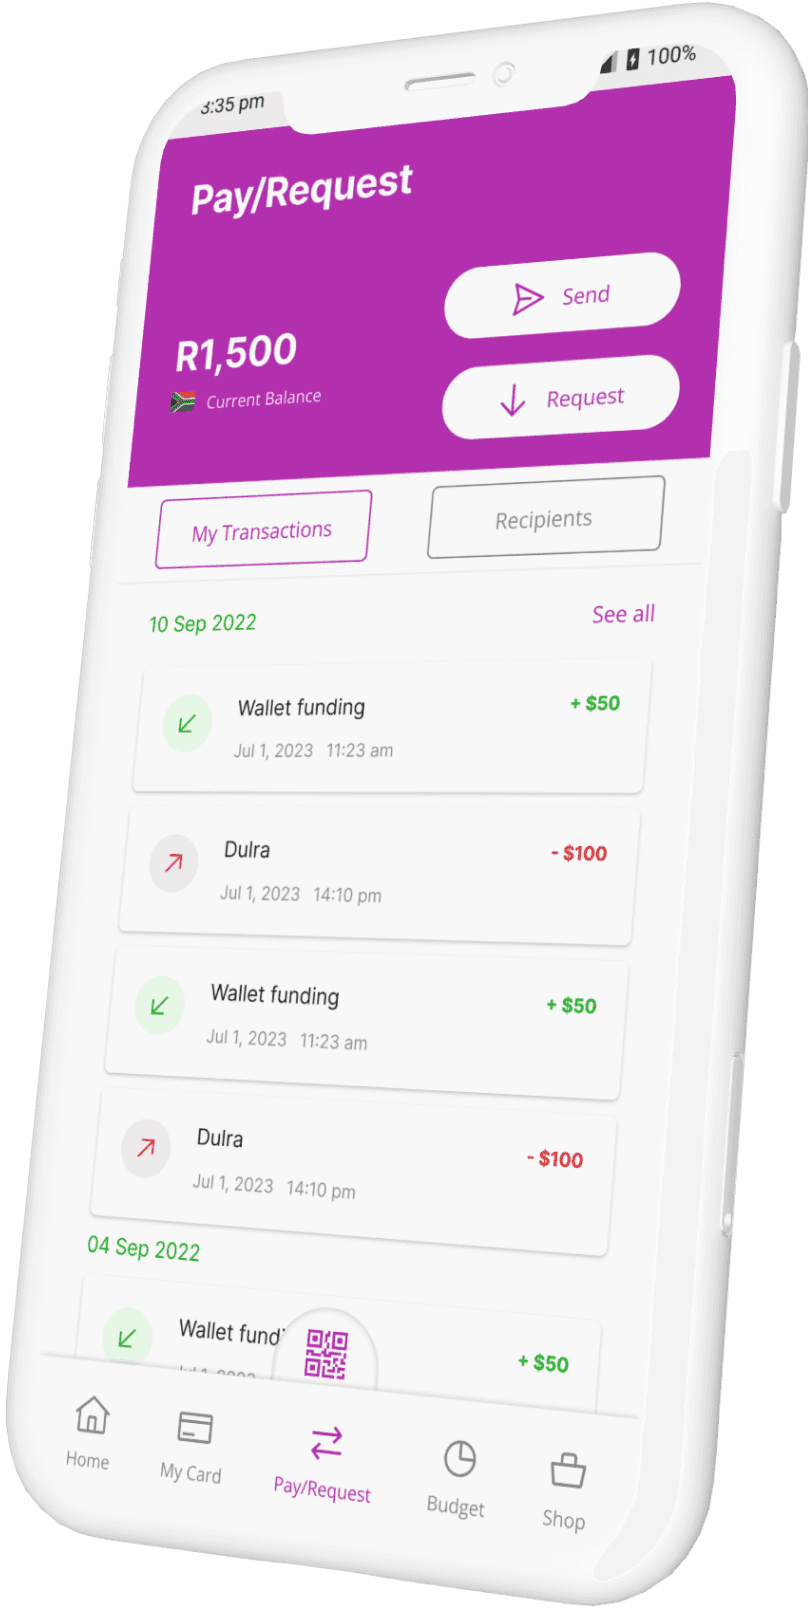 3:35 pm 100%
Pay/Request
Send
R1,500
Current Balance
Request
My Transactions Recipients
10 Sep 2022 See all
Wallet funding + $50
Jul 1, 2023 11:23 am
Dulra - $100
Jul 1, 2023 14:10 pm
Wallet funding + $50
Jul 1, 2023 11:23 am
Dulra - $100
Jul 1, 2023 14:10 pm
04 Sep 2022
Wallet + $50
Home My Card Pay/Request Budget Shop